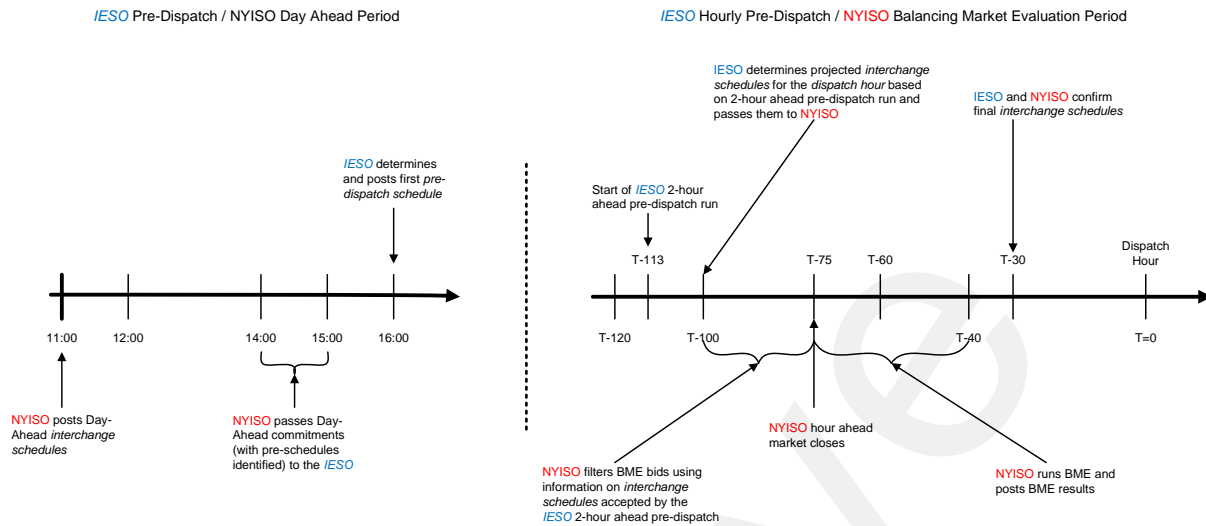 IESO Pre-Dispatch / NYISO Day Ahead Period
IESO determines
and posts first pre-
dispatch schedule
11:00
12:00
14:00
15:00
16:00
NYISO posts Day-
Ahead interchange
schedules
NYISO passes Day-
Ahead commitments
(with pre-schedules
identified) to the IESO
IESO Hourly Pre-Dispatch / NYISO Balancing Market Evaluation Period
IESO determines projected interchange
schedules for the dispatch hour based
on 2-hour ahead pre-dispatch run and
passes them to NYISO
IESO and NYISO confirm
final interchange schedules
Start of IESO 2-hour
ahead pre-dispatch run
T-113
T-75
T-60
T-30
Dispatch
Hour
T-120
T-100
T-40
T=0
NYISO hour ahead
market closes
NYISO filters BME bids using
information on interchange
schedules accepted by the
IESO 2-hour ahead pre-dispatch
NYISO runs BME and
posts BME results